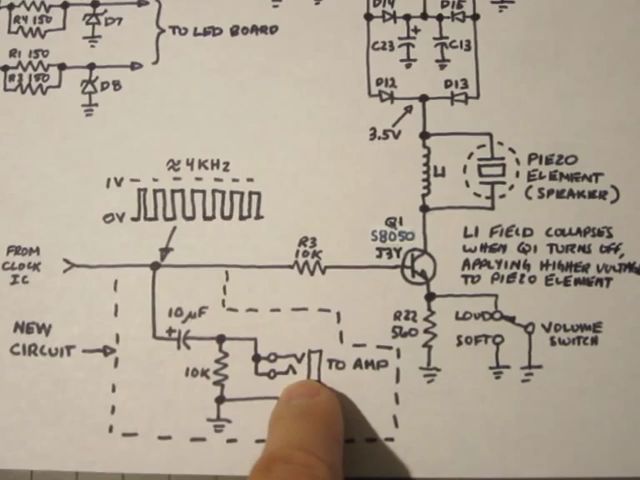 R4 150
D7
TO LED BOARD
R1 150
R2 150
D8
D14
D15
C23
C13
D12
D13
3.5V
L1
PIEZO
ELEMENT
(SPEAKER)
≈ 4KHz
1V
0V
Q1
S8050
J3Y
L1 FIELD COLLAPSES
WHEN Q1 TURNS OFF,
APPLYING HIGHER VOLTAGE
TO PIEZO ELEMENT
FROM
CLOCK
IC
R3
10K
NEW
CIRCUIT
10µF
+
10K
TO AMP
R22
560
LOUD
SOFT
VOLUME
SWITCH